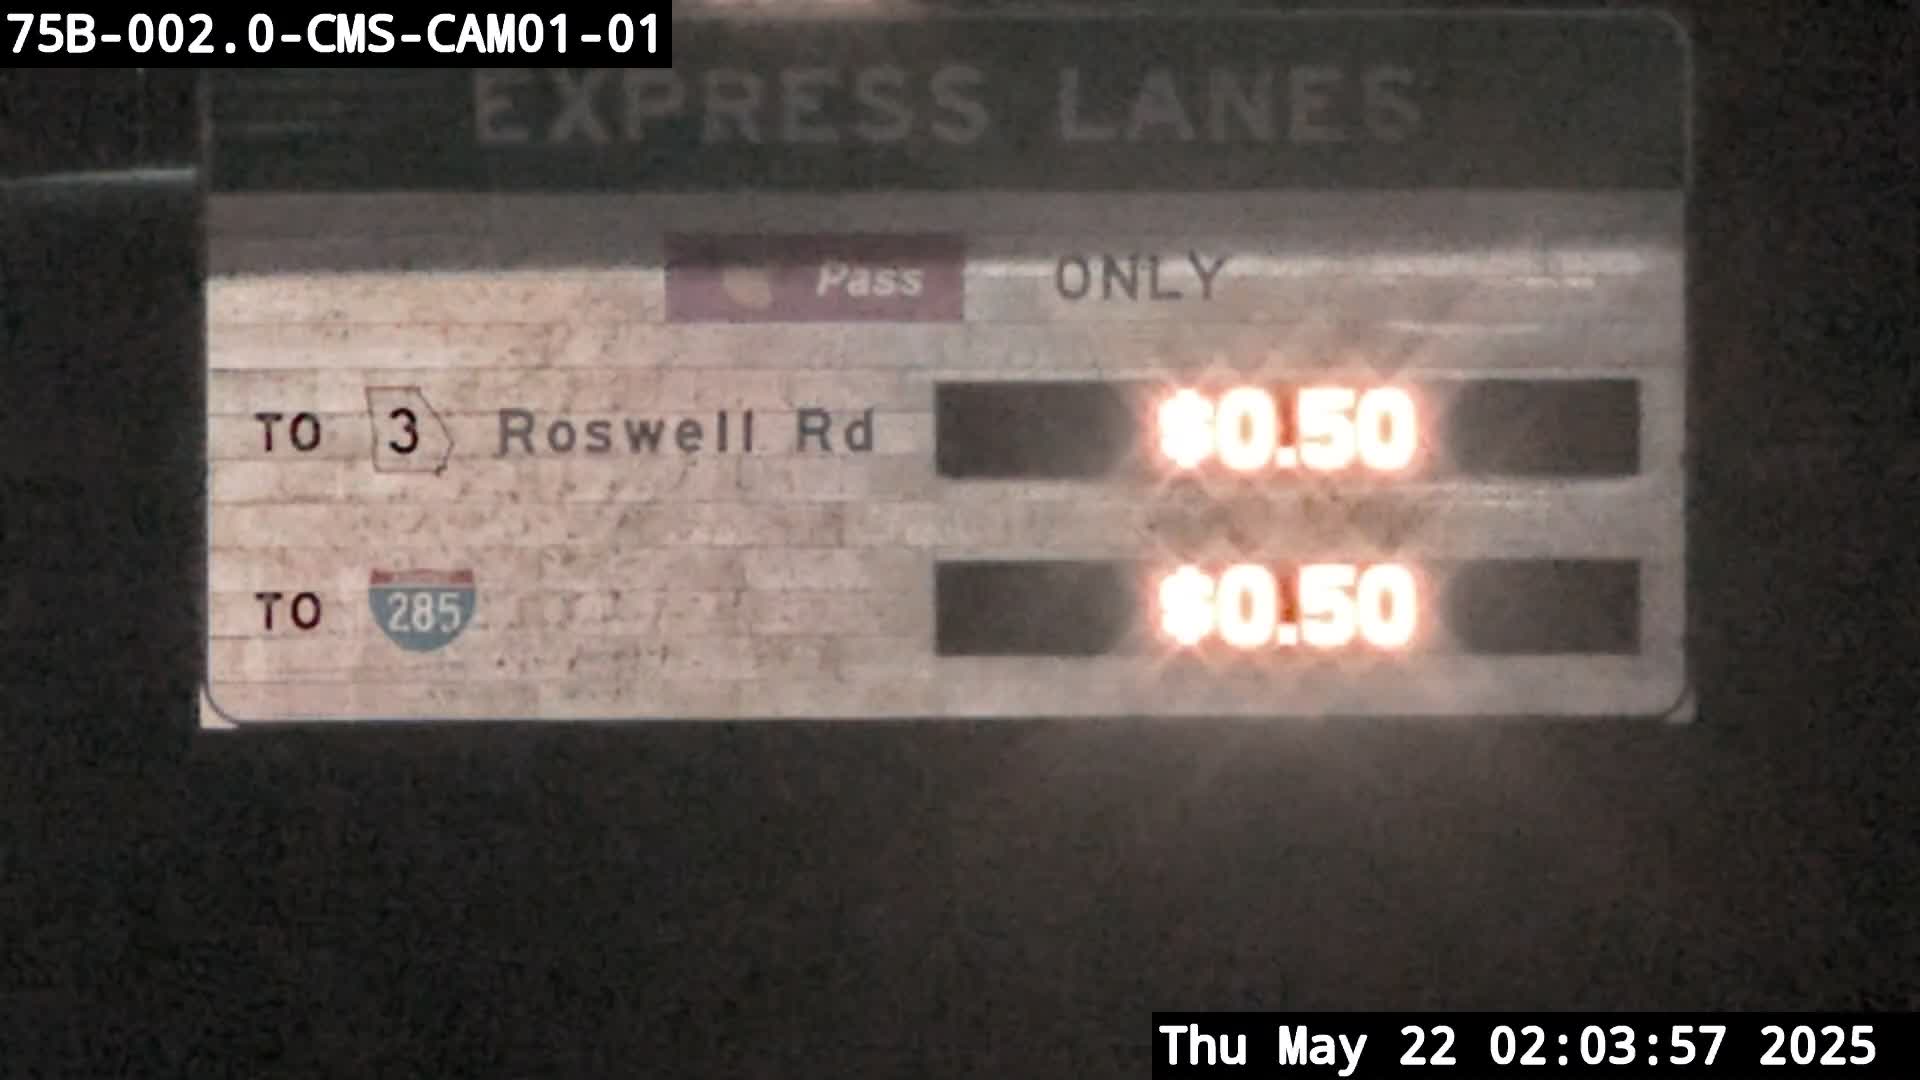 75B-002.0-CMS-CAM01-01
EXPRESS LANES
Pass ONLY
TO 3 Roswell Rd $0.50
TO 285 $0.50
Thu May 22 02:03:57 2025